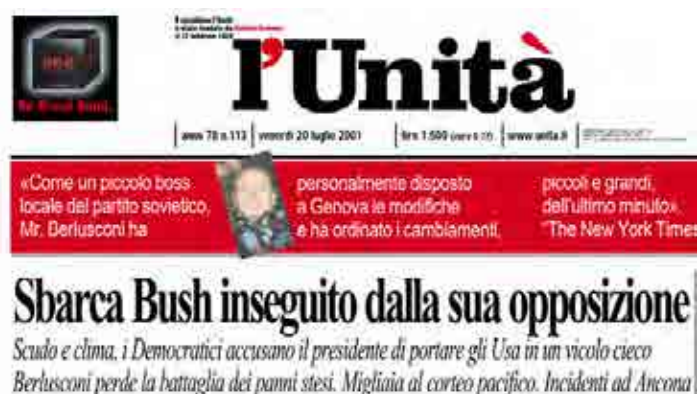 l'Unità
anno 78 n.113 | venerdì 20 luglio 2001 | lire 1.500 | www.unita.it
«Come un piccolo boss
locale del partito sovietico,
Mr. Berlusconi ha
personalmente disposto
a Genova le modifiche
e ha ordinato i cambiamenti,
piccoli e grandi,
dell'ultimo minuto».
"The New York Times
Sbarca Bush inseguito dalla sua opposizione
Scudo e clima, i Democratici accusano il presidente di portare gli Usa in un vicolo cieco
Berlusconi perde la battaglia dei panni stesi. Migliaia al corteo pacifico. Incidenti ad Ancona